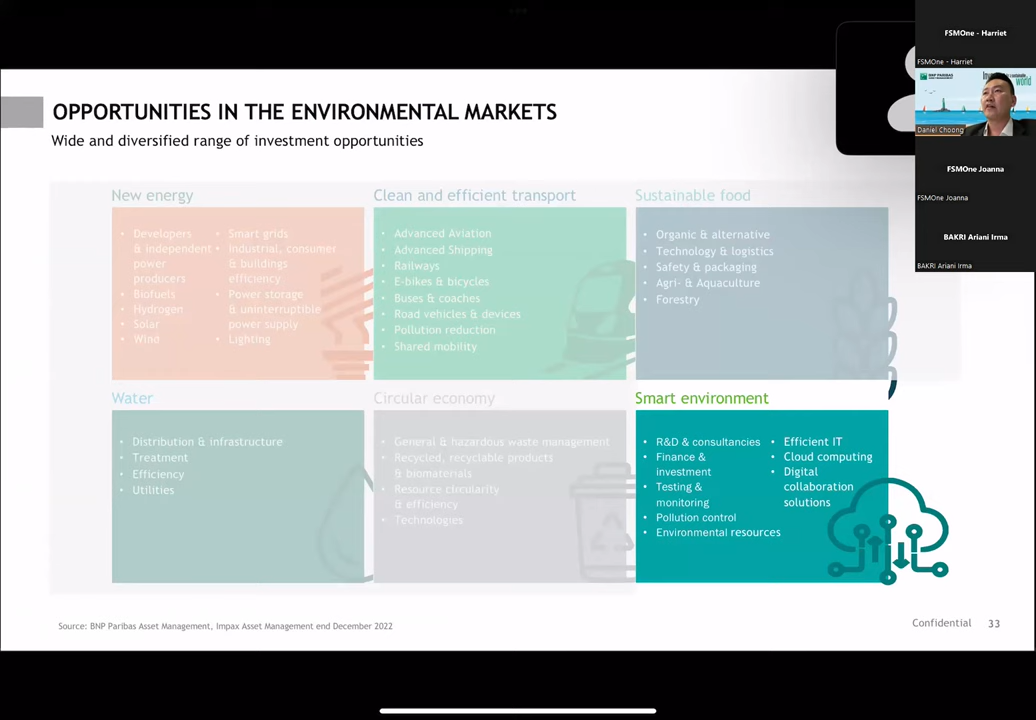 FSMOne - Harriet
FSMOne - Harriet
BNP PARIBAS
world
Daniel Choong
FSMOne Joanna
FSMOne Joanna
BAKRI Ariani Irma
BAKRI Ariani Irma
OPPORTUNITIES IN THE ENVIRONMENTAL MARKETS
Wide and diversified range of investment opportunities
New energy
• Developers
& independent
power
producers
• Biofuels
• Hydrogen
• Solar
• Wind
• Smart grids
• Industrial, consumer
& buildings
efficiency
• Power storage
& uninterruptible
power supply
• Lighting
Clean and efficient transport
• Advanced Aviation
• Advanced Shipping
• Railways
• E-bikes & bicycles
• Buses & coaches
• Road vehicles & devices
• Pollution reduction
• Shared mobility
Sustainable food
• Organic & alternative
• Technology & logistics
• Safety & packaging
• Agri- & Aquaculture
• Forestry
Water
• Distribution & infrastructure
• Treatment
• Efficiency
• Utilities
Circular economy
• General & hazardous waste management
• Recycled, recyclable products
& biomaterials
• Resource circularity
& efficiency
• Technologies
Smart environment
• R&D & consultancies
• Finance &
investment
• Testing &
monitoring
• Pollution control
• Environmental resources
• Efficient IT
• Cloud computing
• Digital
collaboration
solutions
Source: BNP Paribas Asset Management, Impax Asset Management end December 2022
Confidential 33